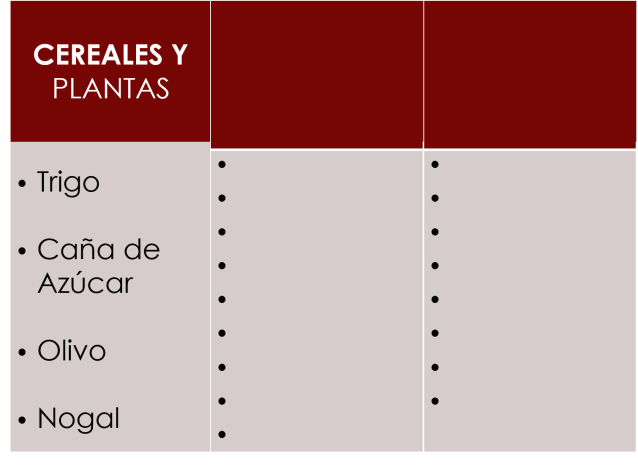 CEREALES Y
PLANTAS
• Trigo
• Caña de
Azúcar
• Olivo
• Nogal